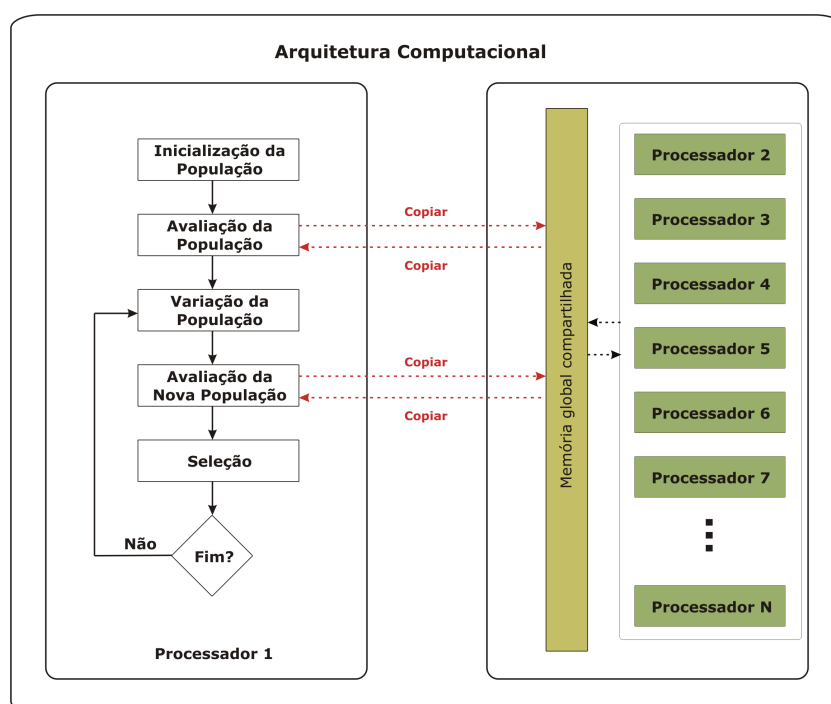 Arquitetura Computacional
Inicialização da
População
Avaliação da
População
Variação da
População
Avaliação da
Nova População
Seleção
Fim?
Não
Processador 1
Copiar
Copiar
Copiar
Copiar
Memória global compartilhada
Processador 2
Processador 3
Processador 4
Processador 5
Processador 6
Processador 7
Processador N